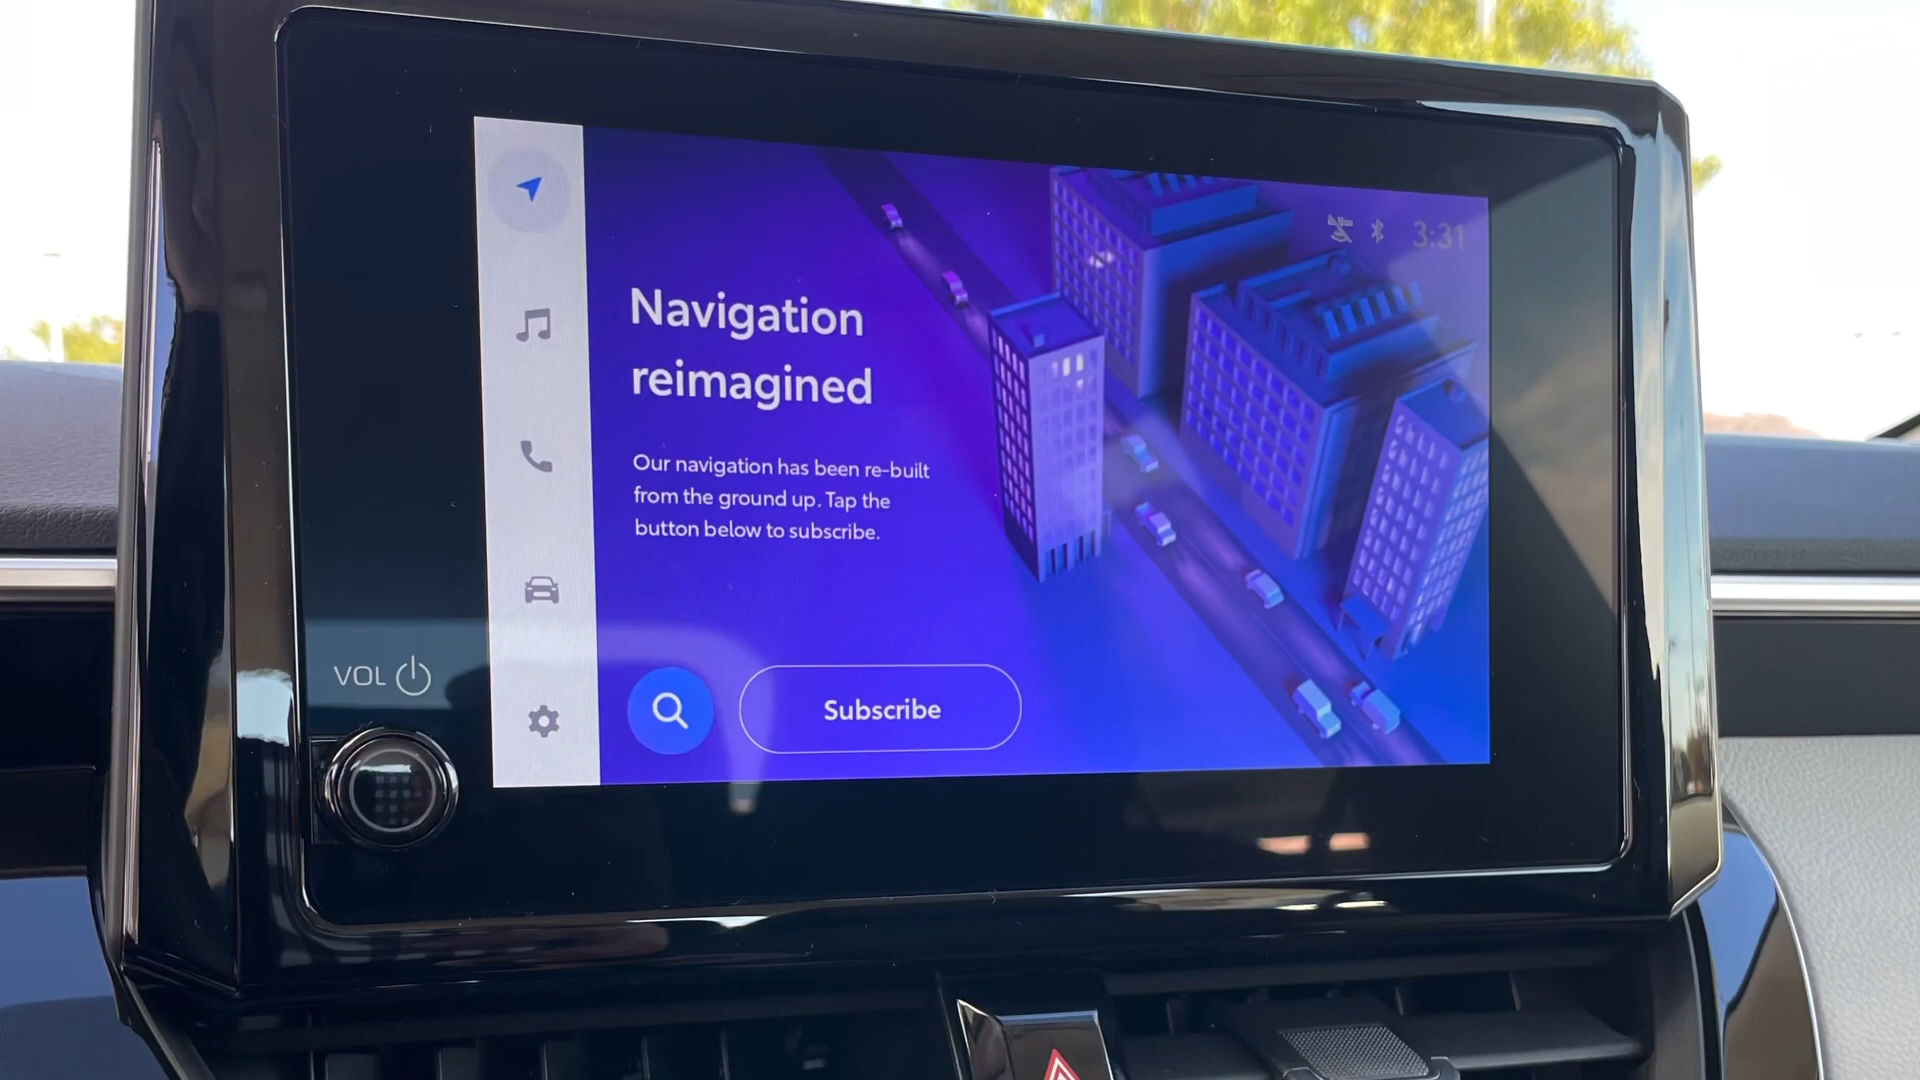 3:31
Navigation
reimagined
Our navigation has been re-built
from the ground up. Tap the
button below to subscribe.
VOL
Subscribe